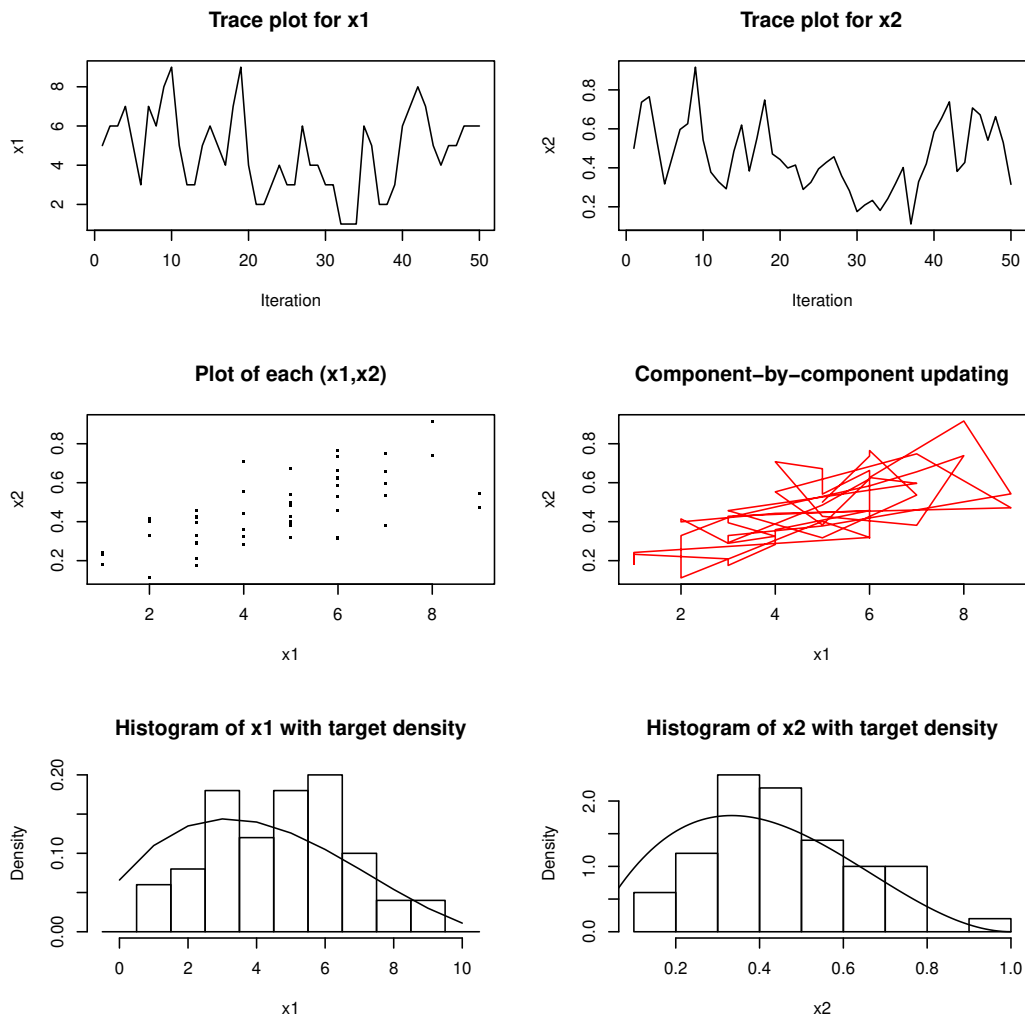 Trace plot for x1
x1
2 4 6 8
0 10 20 30 40 50
Iteration
Trace plot for x2
x2
0.2 0.4 0.6 0.8
0 10 20 30 40 50
Iteration
Plot of each (x1,x2)
x2
0.2 0.4 0.6 0.8
2 4 6 8
x1
Component−by−component updating
x2
0.2 0.4 0.6 0.8
2 4 6 8
x1
Histogram of x1 with target density
Density
0.00 0.10 0.20
0 2 4 6 8 10
x1
Histogram of x2 with target density
Density
0.0 1.0 2.0
0.2 0.4 0.6 0.8 1.0
x2